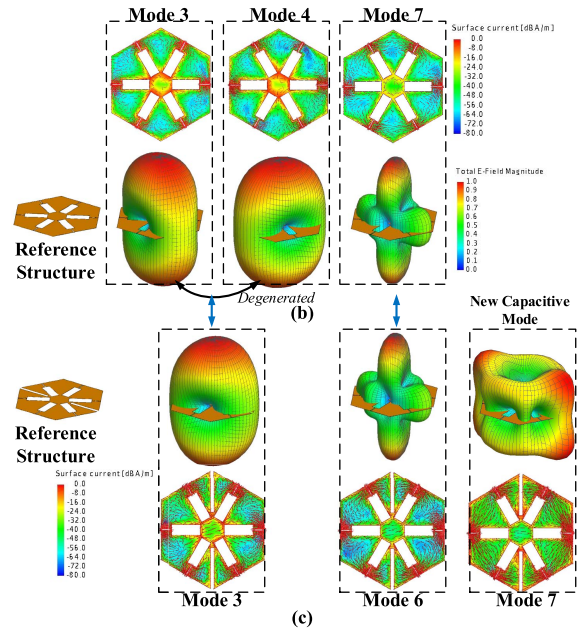 Mode 3
Mode 4
Mode 7
Surface current [dBA/m]
0.0
-8.0
-16.0
-24.0
-32.0
-40.0
-48.0
-56.0
-64.0
-72.0
-80.0
Total E-Field Magnitude
1.0
0.9
0.8
0.7
0.6
0.5
0.4
0.3
0.2
0.1
0.0
Reference
Structure
Degenerated
(b)
New Capacitive
Mode
Reference
Structure
Surface current [dBA/m]
0.0
-8.0
-16.0
-24.0
-32.0
-40.0
-48.0
-56.0
-64.0
-72.0
-80.0
Mode 3
Mode 6
Mode 7
(c)